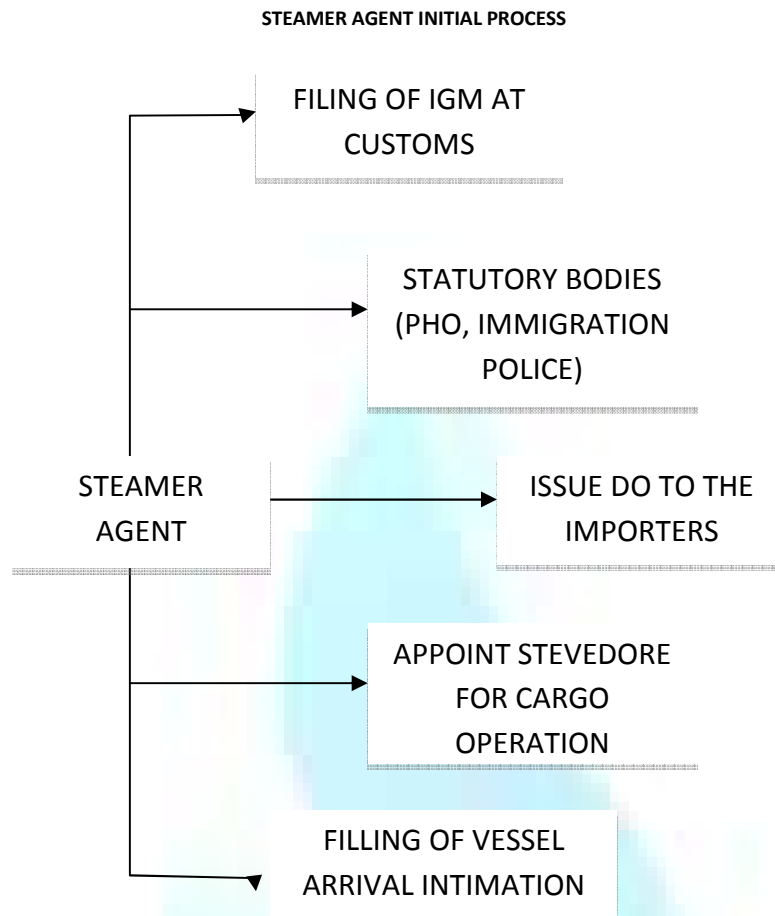 STEAMER AGENT INITIAL PROCESS
FILING OF IGM AT
CUSTOMS
STATUTORY BODIES
(PHO, IMMIGRATION
POLICE)
STEAMER
AGENT
ISSUE DO TO THE
IMPORTERS
APPOINT STEVEDORE
FOR CARGO
OPERATION
FILLING OF VESSEL
ARRIVAL INTIMATION